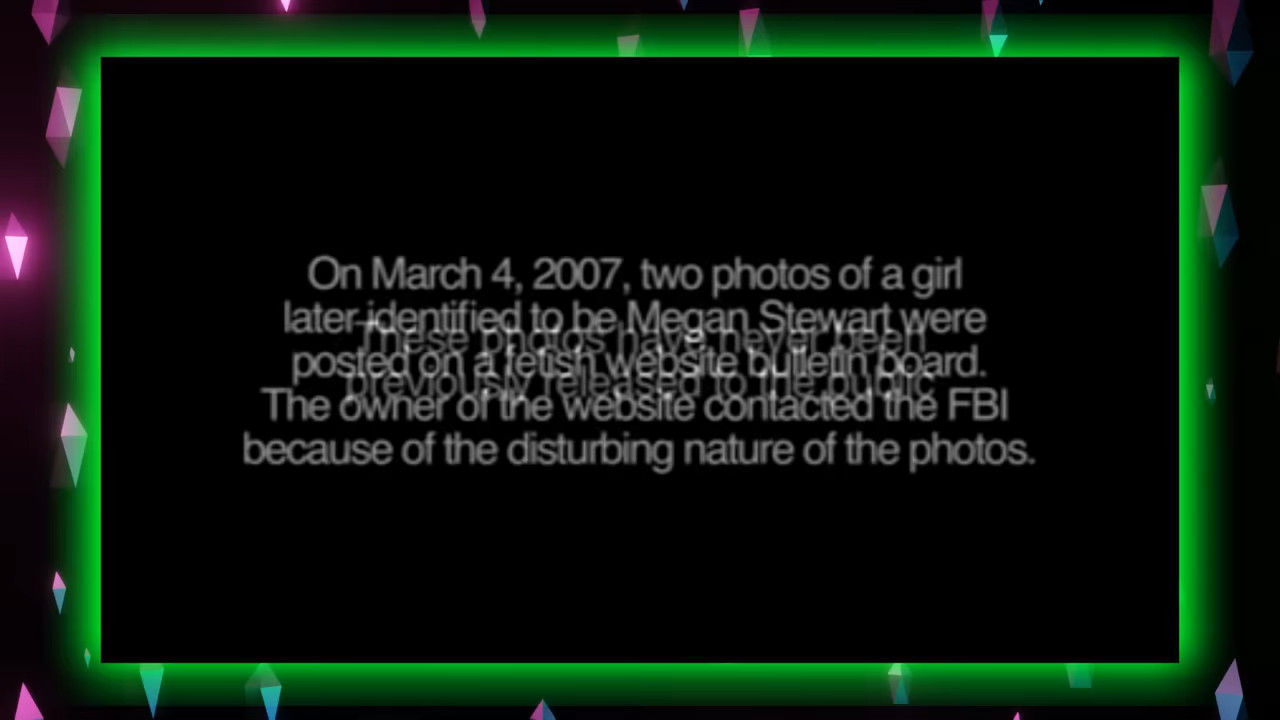 On March 4, 2007, two photos of a girl
later identified to be Megan Stewart were
These photos have never been
posted on a fetish website bulletin board.
previously released to the public
The owner of the website contacted the FBI
because of the disturbing nature of the photos.